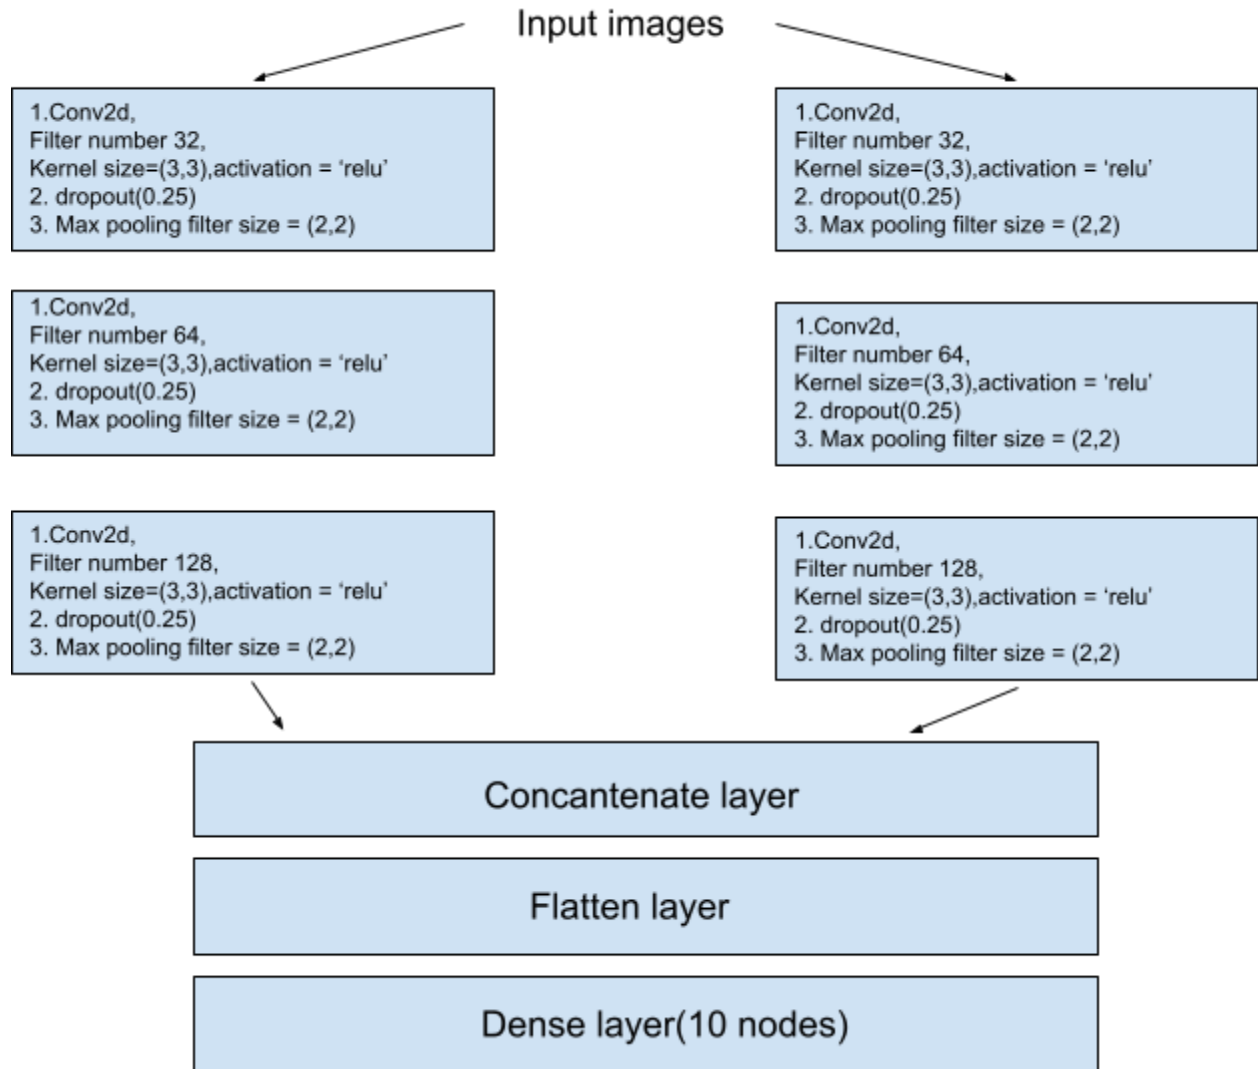 Input images
1.Conv2d,
Filter number 32,
Kernel size=(3,3),activation = ‘relu’
2. dropout(0.25)
3. Max pooling filter size = (2,2)
1.Conv2d,
Filter number 32,
Kernel size=(3,3),activation = ‘relu’
2. dropout(0.25)
3. Max pooling filter size = (2,2)
1.Conv2d,
Filter number 64,
Kernel size=(3,3),activation = ‘relu’
2. dropout(0.25)
3. Max pooling filter size = (2,2)
1.Conv2d,
Filter number 64,
Kernel size=(3,3),activation = ‘relu’
2. dropout(0.25)
3. Max pooling filter size = (2,2)
1.Conv2d,
Filter number 128,
Kernel size=(3,3),activation = ‘relu’
2. dropout(0.25)
3. Max pooling filter size = (2,2)
1.Conv2d,
Filter number 128,
Kernel size=(3,3),activation = ‘relu’
2. dropout(0.25)
3. Max pooling filter size = (2,2)
Concantenate layer
Flatten layer
Dense layer(10 nodes)